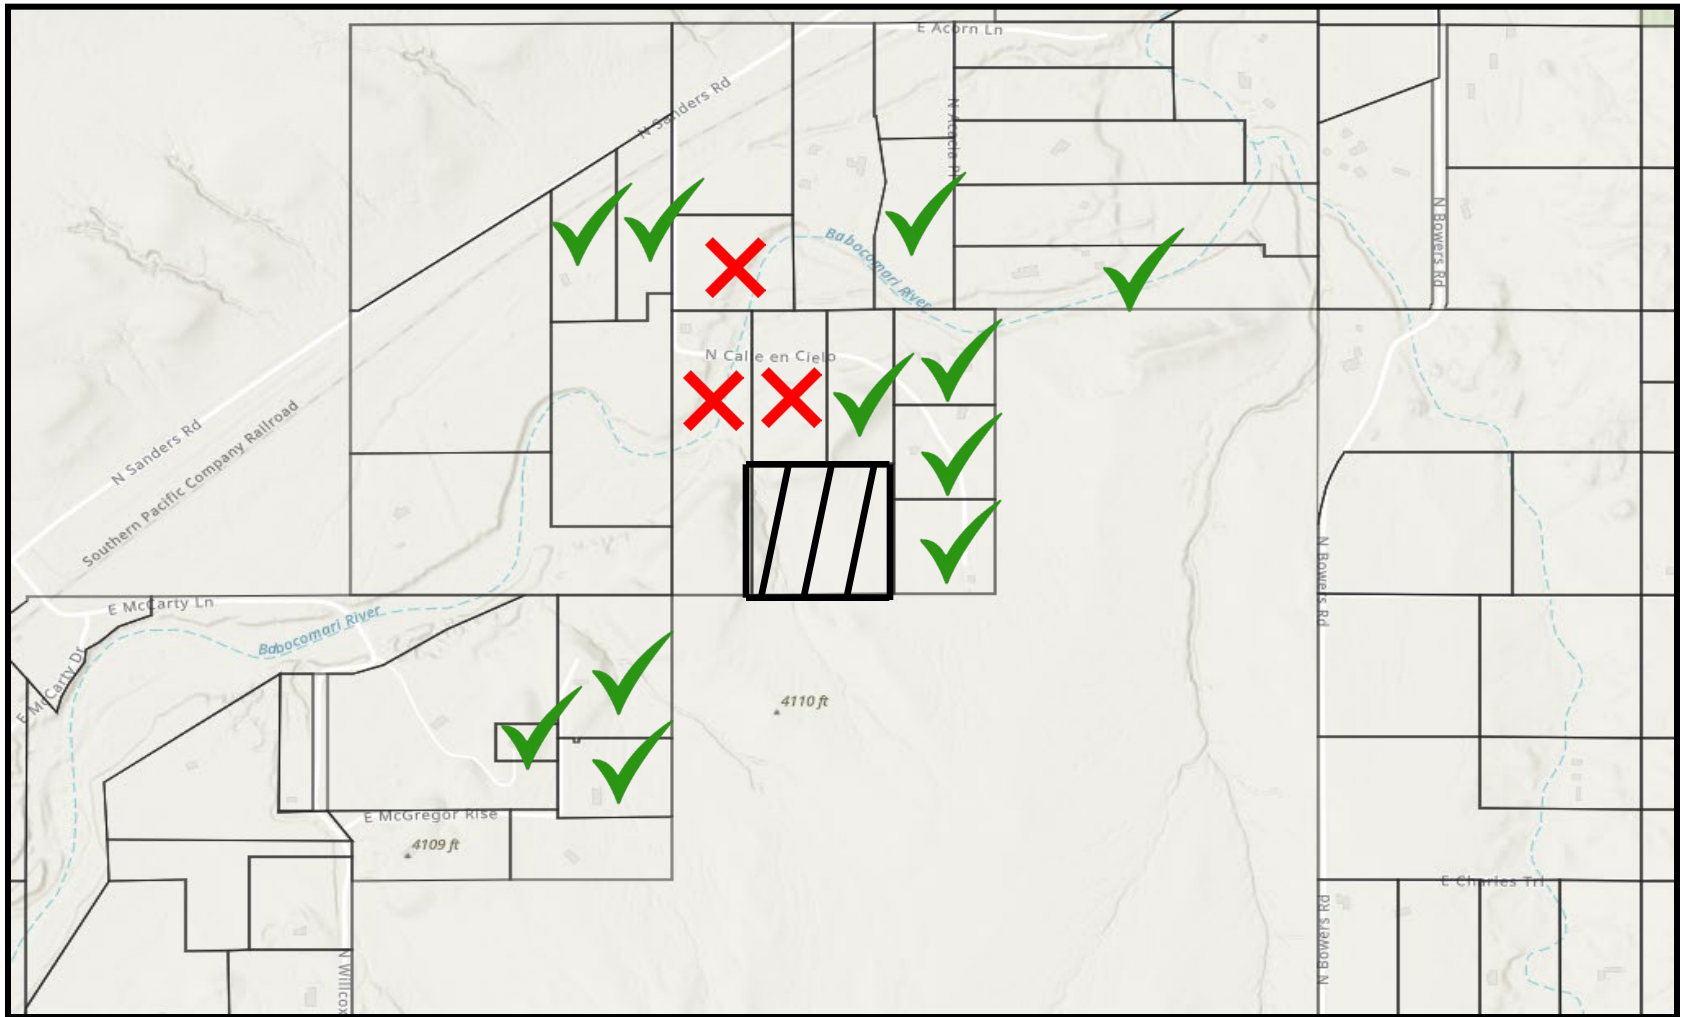 E Acorn Ln
N Sanders Rd
N Acacia Pl
N Bowers Rd
Babocomari River
N Calle en Cielo
N Sanders Rd
Southern Pacific Company Railroad
E McCarty Ln
Babocomari River
E McCarty Dr
N Bowers Rd
4110 ft
E McGregor Rise
4109 ft
E Charles Trl
N Bowers Rd
N Willcox